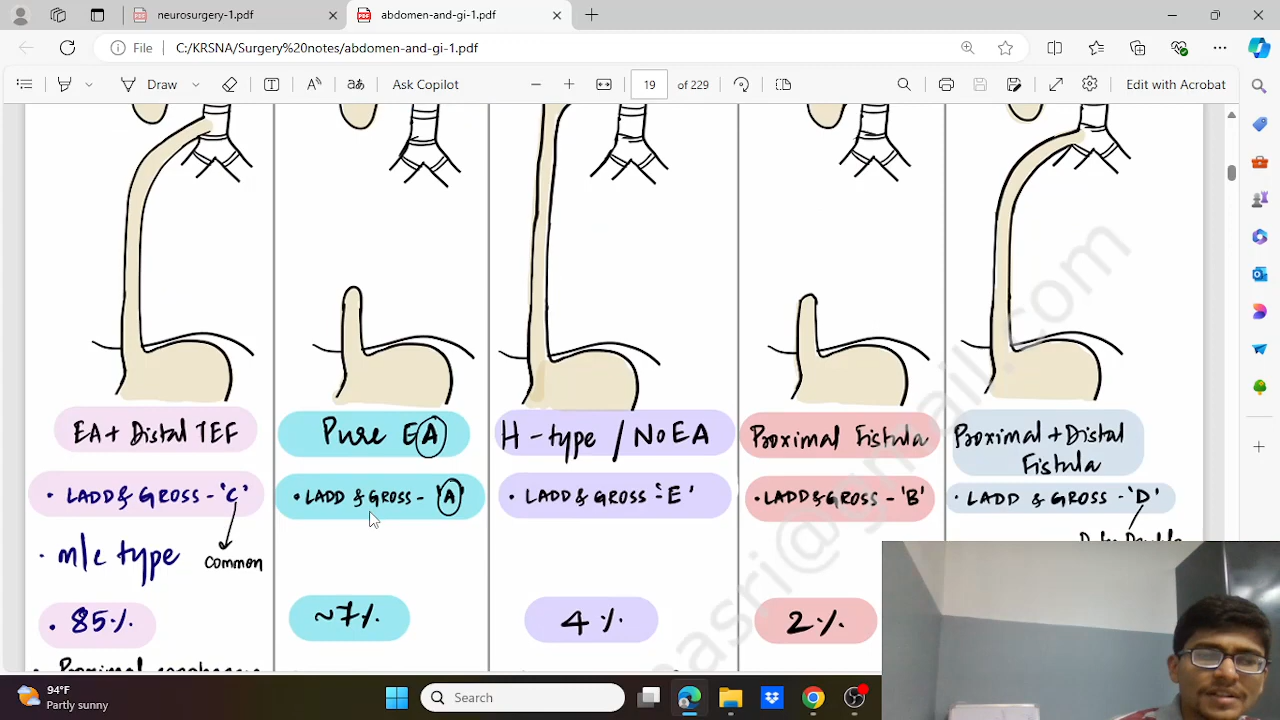 neurosurgery-1.pdf
abdomen-and-gi-1.pdf
File
C:/KRSNA/Surgery%20notes/abdomen-and-gi-1.pdf
Draw
Ask Copilot
19
of 229
Edit with Acrobat
EA + Distal TEF
Pure EA
H-type / No EA
Proximal Fistula
Proximal + Distal
Fistula
• LADD & GROSS - 'C'
• LADD & GROSS - 'A'
• LADD & GROSS - 'E'
• LADD & GROSS - 'B'
• LADD & GROSS - 'D'
• m/c type
Common
• 85%
~7%
4%
2%
asri@gmail.com
94°F
Partly sunny
Search